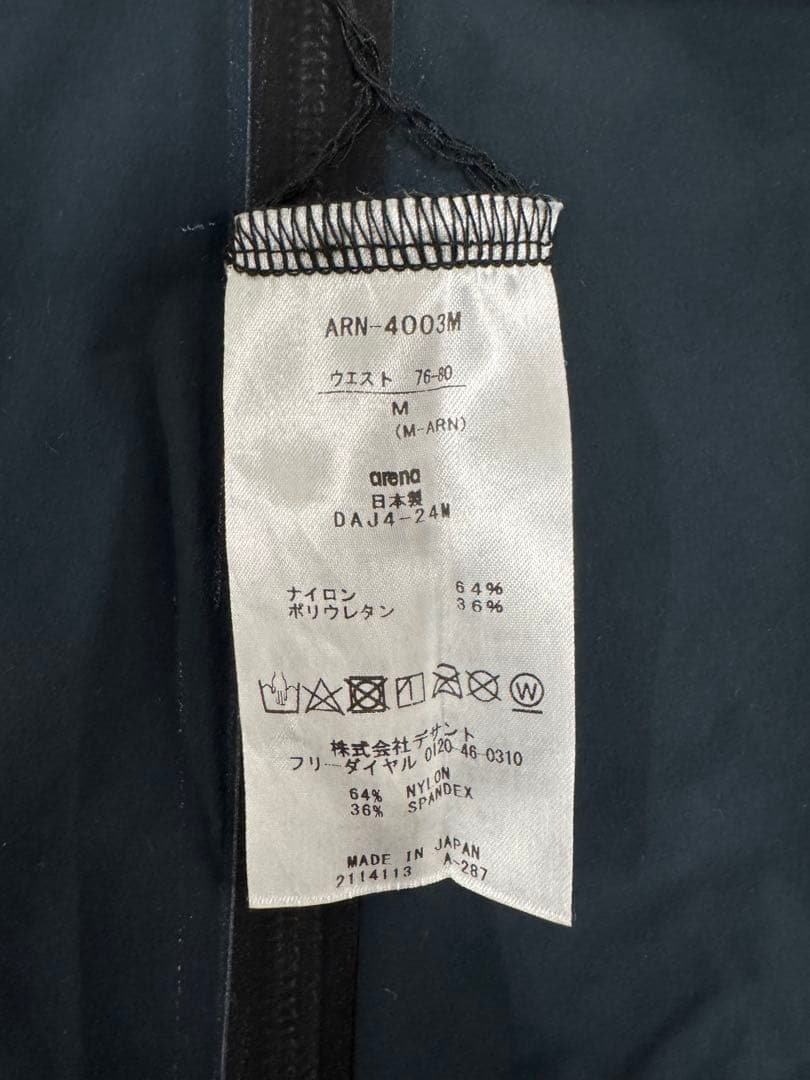 ARN-4003M
ウエスト 76-80
M
(M-ARN)
arena
日本製
DAJ4-24M
ナイロン 64%
ポリウレタン 36%
W
株式会社デサント
フリーダイヤル 0120-46-0310
64% NYLON
36% SPANDEX
MADE IN JAPAN
2114113 A-287